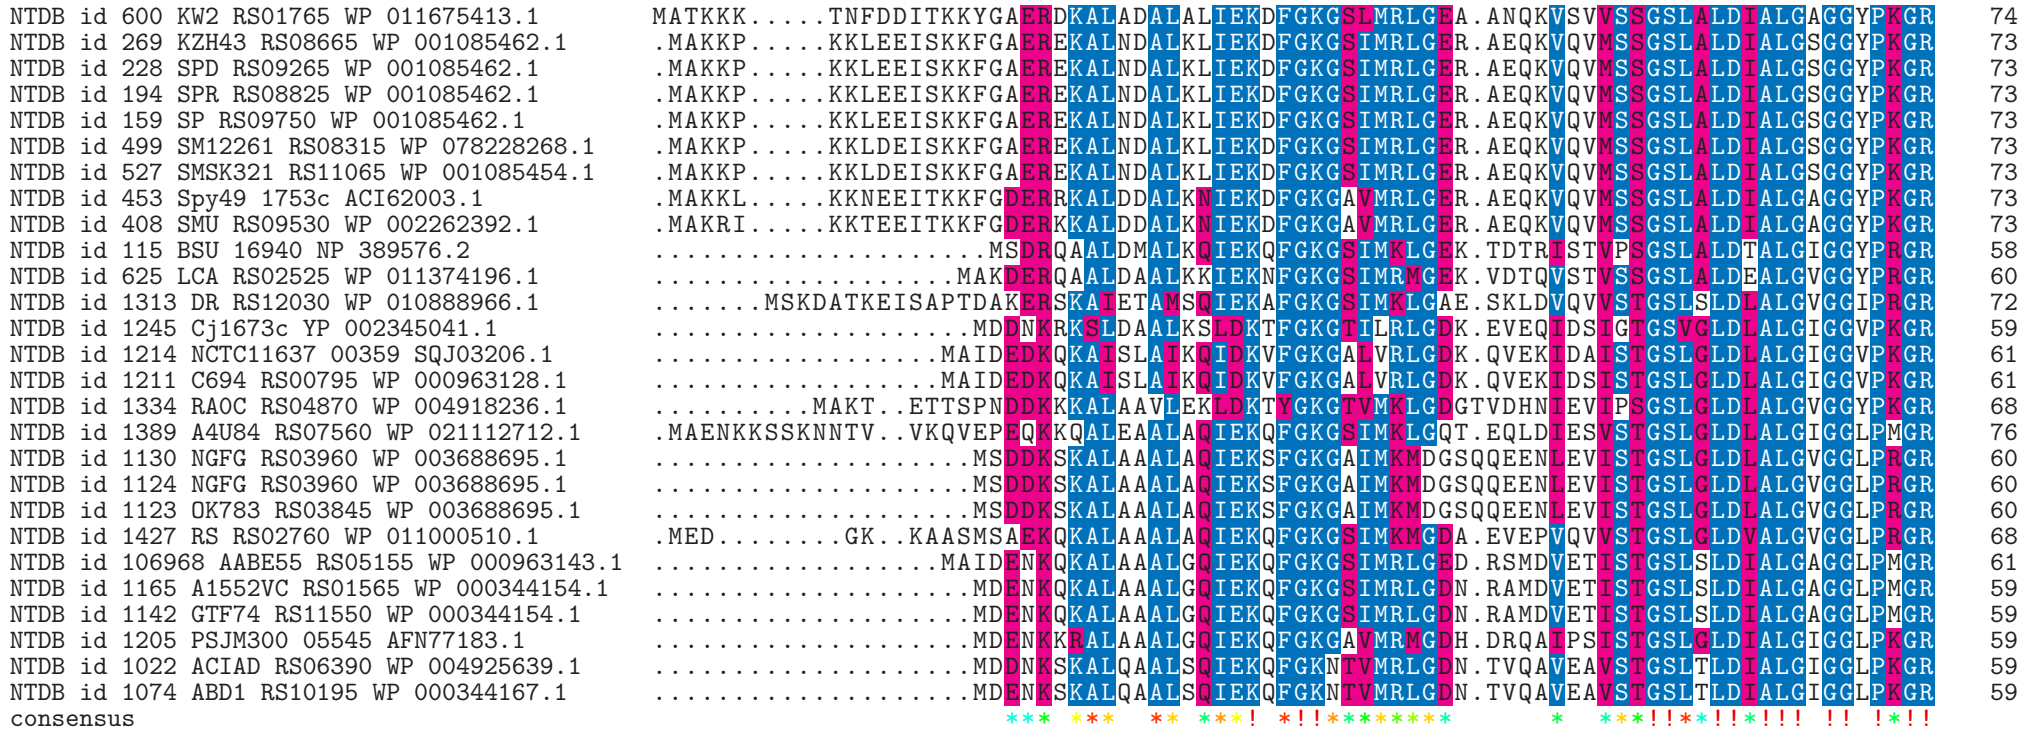 NTDB id 600 KW2 RS01765 WP 011675413.1 MATKKK.....TNFDDITKKYGAERDKALADALALIEKDFGKGSLMRLGEA.ANQKVSVVSSGSLALDIALGAGGYPKGR 74
NTDB id 269 KZH43 RS08665 WP 001085462.1 .MAKKP.....KKLEEISKKFGAEREKALNDALKLIEKDFGKGSIMRLGER.AEQKVQVMSSGSLALDIALGSGGYPKGR 73
NTDB id 228 SPD RS09265 WP 001085462.1 .MAKKP.....KKLEEISKKFGAEREKALNDALKLIEKDFGKGSIMRLGER.AEQKVQVMSSGSLALDIALGSGGYPKGR 73
NTDB id 194 SPR RS08825 WP 001085462.1 .MAKKP.....KKLEEISKKFGAEREKALNDALKLIEKDFGKGSIMRLGER.AEQKVQVMSSGSLALDIALGSGGYPKGR 73
NTDB id 159 SP RS09750 WP 001085462.1 .MAKKP.....KKLEEISKKFGAEREKALNDALKLIEKDFGKGSIMRLGER.AEQKVQVMSSGSLALDIALGSGGYPKGR 73
NTDB id 499 SM12261 RS08315 WP 078228268.1 .MAKKP.....KKLDEISKKFGAEREKALNDALKLIEKDFGKGSIMRLGER.AEQKVQVMSSGSLALDIALGSGGYPKGR 73
NTDB id 527 SMSK321 RS11065 WP 001085454.1 .MAKKP.....KKLDEISKKFGAEREKALNDALKLIEKDFGKGSIMRLGER.AEQKVQVMSSGSLALDIALGSGGYPKGR 73
NTDB id 453 Spy49 1753c ACI62003.1 .MAKKL.....KKNEEITKKFGDERRKALDDALKNIEKDFGKGAVMRLGER.AEQKVQVMSSGSLALDIALGAGGYPKGR 73
NTDB id 408 SMU RS09530 WP 002262392.1 .MAKRI.....KKTEEITKKFGDERKKALDDALKNIEKDFGKGAVMRLGER.AEQKVQVMSSGSLALDIALGAGGYPKGR 73
NTDB id 115 BSU 16940 NP 389576.2 .....................MSDRQAALDMALKQIEKQFGKGSIMKLGEK.TDTRISTVPSGSLALDTALGIGGYPRGR 58
NTDB id 625 LCA RS02525 WP 011374196.1 ...................MAKDERQAALDAALKKIEKNFGKGSIMRMGEK.VDTQVSTVSSGSLALDEALGVGGYPRGR 60
NTDB id 1313 DR RS12030 WP 010888966.1 .......MSKDATKEISAPTDAKERSKAIETAMSQIEKAFGKGSIMKLGAE.SKLDVQVVSTGSLSLDLALGVGGIPRGR 72
NTDB id 1245 Cj1673c YP 002345041.1 ....................MDDNKRKSLDAALKSLDKTFGKGTILRLGDK.EVEQIDSIGTGSVGLDLALGIGGVPKGR 59
NTDB id 1214 NCTC11637 00359 SQJ03206.1 ..................MAIDEDKQKAISLAIKQIDKVFGKGALVRLGDK.QVEKIDAISTGSLGLDLALGIGGVPKGR 61
NTDB id 1211 C694 RS00795 WP 000963128.1 ..................MAIDEDKQKAISLAIKQIDKVFGKGALVRLGDK.QVEKIDSISTGSLGLDLALGIGGVPKGR 61
NTDB id 1334 RA0C RS04870 WP 004918236.1 ..........MAKT..ETTSPNDDKKKALAAVLEKLDKTYGKGTVMKLGDGTVDHNIEVIPSGSLGLDLALGVGGYPKGR 68
NTDB id 1389 A4U84 RS07560 WP 021112712.1 .MAENKKSSKNNTV..VKQVEPEQKKQALEAALAQIEKQFGKGSIMKLGQT.EQLDIESVSTGSLGLDIALGIGGLPMGR 76
NTDB id 1130 NGFG RS03960 WP 003688695.1 ....................MSDDKSKALAAALAQIEKSFGKGAIMKMDGSQQEENLEVISTGSLGLDLALGVGGLPRGR 60
NTDB id 1124 NGFG RS03960 WP 003688695.1 ....................MSDDKSKALAAALAQIEKSFGKGAIMKMDGSQQEENLEVISTGSLGLDLALGVGGLPRGR 60
NTDB id 1123 OK783 RS03845 WP 003688695.1 ....................MSDDKSKALAAALAQIEKSFGKGAIMKMDGSQQEENLEVISTGSLGLDLALGVGGLPRGR 60
NTDB id 1427 RS RS02760 WP 011000510.1 .MED........GK..KAASMSAEKQKALAAALAQIEKQFGKGSIMKMGDA.EVEPVQVVSTGSLGLDVALGVGGLPRGR 68
NTDB id 106968 AABE55 RS05155 WP 000963143.1 ..................MAIDENKQKALAAALGQIEKQFGKGSIMRLGED.RSMDVETISTGSLSLDIALGAGGLPMGR 61
NTDB id 1165 A1552VC RS01565 WP 000344154.1 ....................MDENKQKALAAALGQIEKQFGKGSIMRLGDN.RAMDVETISTGSLSLDIALGAGGLPMGR 59
NTDB id 1142 GTF74 RS11550 WP 000344154.1 ....................MDENKQKALAAALGQIEKQFGKGSIMRLGDN.RAMDVETISTGSLSLDIALGAGGLPMGR 59
NTDB id 1205 PSJM300 05545 AFN77183.1 ....................MDENKKRALAAALGQIEKQFGKGAVMRMGDH.DRQAIPSISTGSLGLDIALGIGGLPKGR 59
NTDB id 1022 ACIAD RS06390 WP 004925639.1 ....................MDDNKSKALQAALSQIEKQFGKNTVMRLGDN.TVQAVEAVSTGSLTLDIALGIGGLPKGR 59
NTDB id 1074 ABD1 RS10195 WP 000344167.1 ....................MDENKSKALQAALSQIEKQFGKNTVMRLGDN.TVQAVEAVSTGSLTLDIALGIGGLPKGR 59
consensus *** *** ** ***! *!!******** * ***!!**!!*!!! !! !*!!